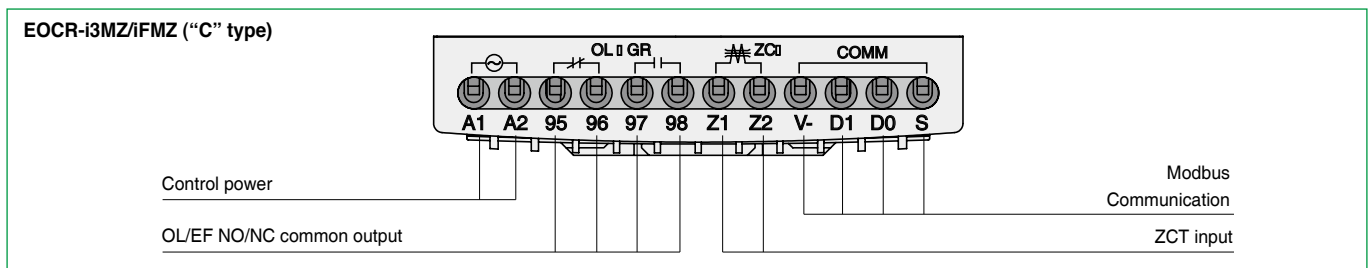 EOCR-i3MZ/iFMZ (“C” type)
OL▯GR ZC▯ COMM
A1 A2 95 96 97 98 Z1 Z2 V- D1 D0 S
Control power
Modbus
Communication
OL/EF NO/NC common output
ZCT input